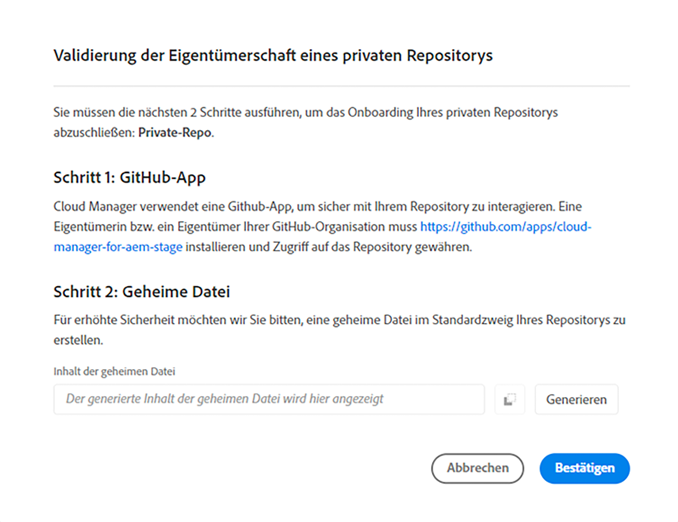 Validierung der Eigentümerschaft eines privaten Repositorys
Sie müssen die nächsten 2 Schritte ausführen, um das Onboarding Ihres privaten Repositorys
abzuschließen: Private-Repo.
Schritt 1: GitHub-App
Cloud Manager verwendet eine Github-App, um sicher mit Ihrem Repository zu interagieren. Eine
Eigentümerin bzw. ein Eigentümer Ihrer GitHub-Organisation muss https://github.com/apps/cloud-
manager-for-aem-stage installieren und Zugriff auf das Repository gewähren.
Schritt 2: Geheime Datei
Für erhöhte Sicherheit möchten wir Sie bitten, eine geheime Datei im Standardzweig Ihres Repositorys zu
erstellen.
Inhalt der geheimen Datei
Der generierte Inhalt der geheimen Datei wird hier angezeigt
Generieren
Abbrechen
Bestätigen